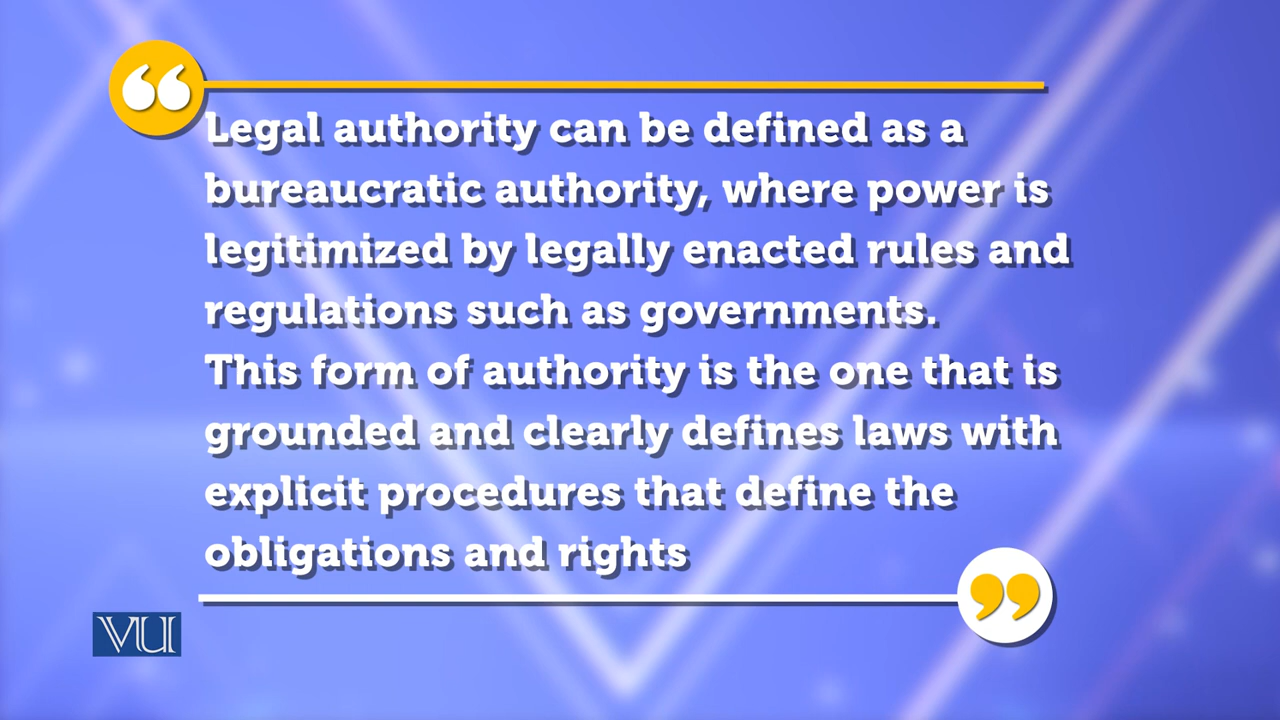 Legal authority can be defined as a
bureaucratic authority, where power is
legitimized by legally enacted rules and
regulations such as governments.
This form of authority is the one that is
grounded and clearly defines laws with
explicit procedures that define the
obligations and rights
VU